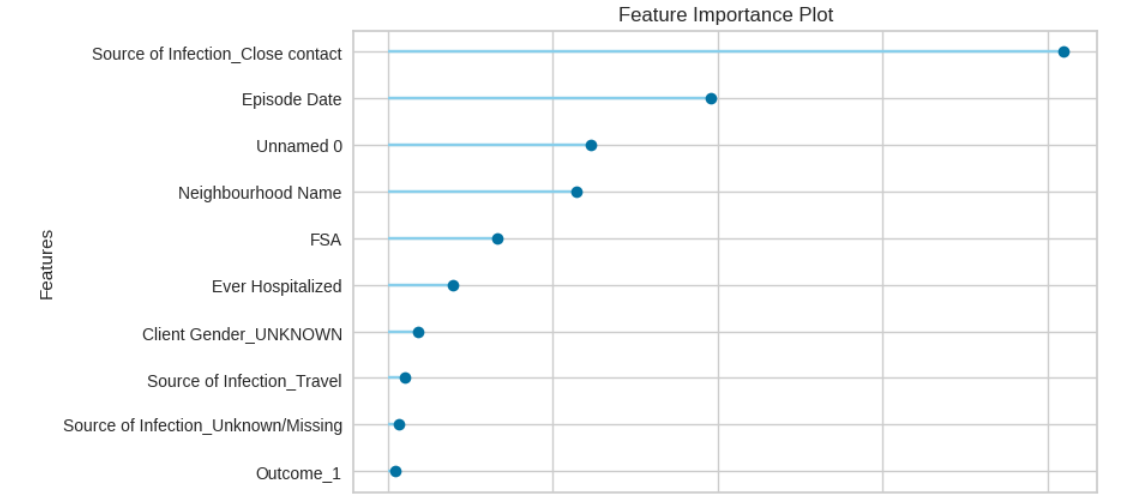 Feature Importance Plot
Source of Infection_Close contact
Episode Date
Unnamed 0
Neighbourhood Name
FSA
Ever Hospitalized
Client Gender_UNKNOWN
Source of Infection_Travel
Source of Infection_Unknown/Missing
Outcome_1
Features